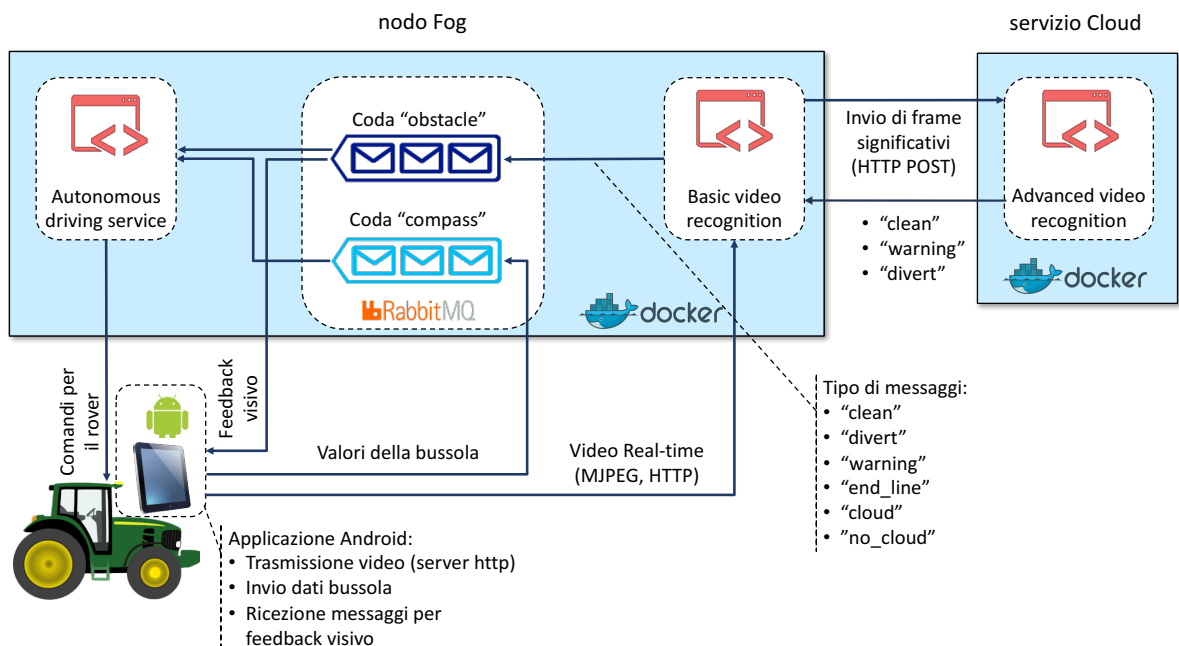 nodo Fog
servizio Cloud
Coda “obstacle”
Autonomous
driving service
Coda “compass”
RabbitMQ
docker
Basic video
recognition
Invio di frame
significativi
(HTTP POST)
• “clean”
• “warning”
• “divert”
Advanced video
recognition
docker
Comandi per
il rover
Feedback
visivo
Valori della bussola
Video Real-time
(MJPEG, HTTP)
Tipo di messaggi:
• “clean”
• “divert”
• “warning”
• “end_line”
• “cloud”
• ”no_cloud”
Applicazione Android:
• Trasmissione video (server http)
• Invio dati bussola
• Ricezione messaggi per
feedback visivo